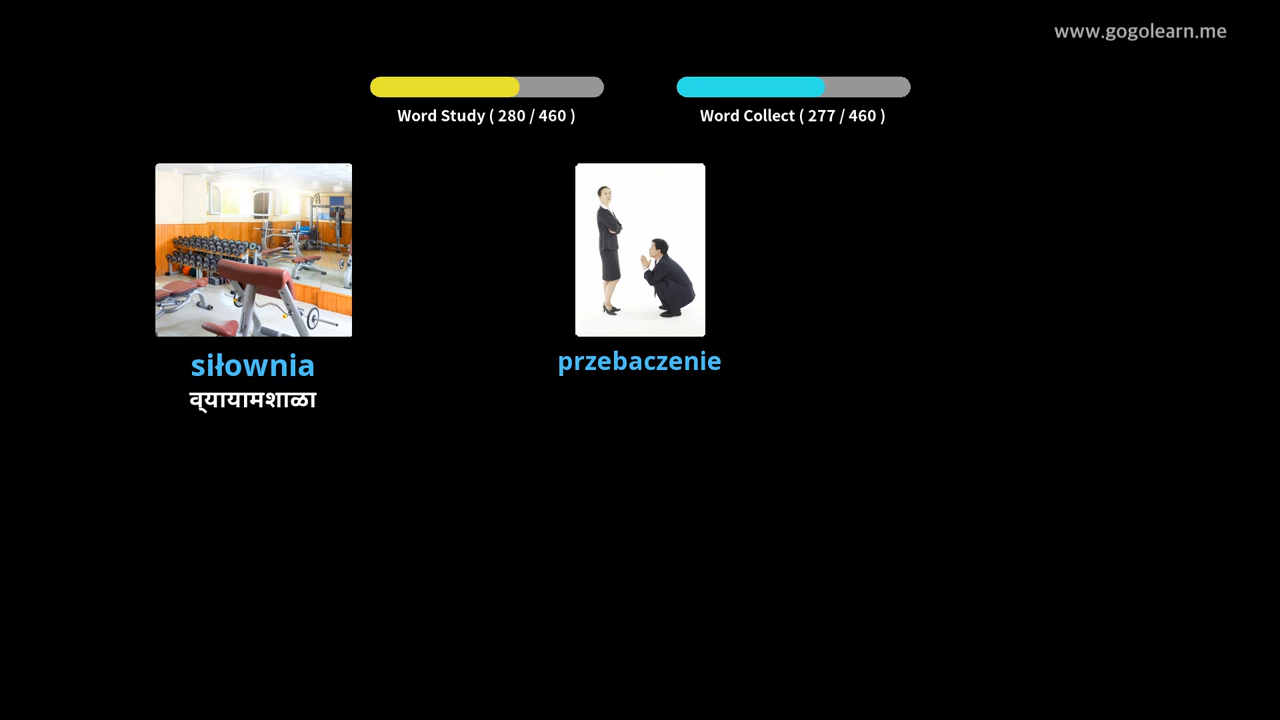 www.gogolearn.me
Word Study ( 280 / 460 )
Word Collect ( 277 / 460 )
siłownia
व्यायामशाळा
przebaczenie